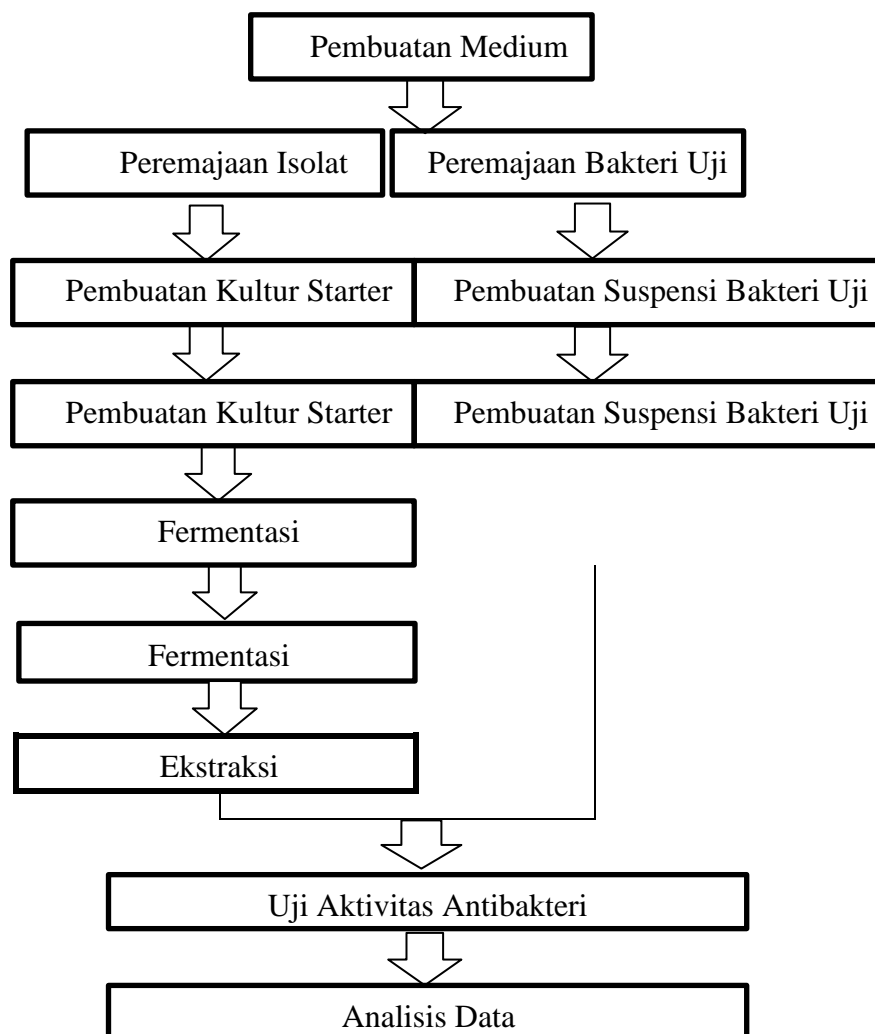 Pembuatan Medium
Peremajaan Isolat
Peremajaan Bakteri Uji
Pembuatan Kultur Starter
Pembuatan Suspensi Bakteri Uji
Pembuatan Kultur Starter
Pembuatan Suspensi Bakteri Uji
Fermentasi
Fermentasi
Ekstraksi
Uji Aktivitas Antibakteri
Analisis Data